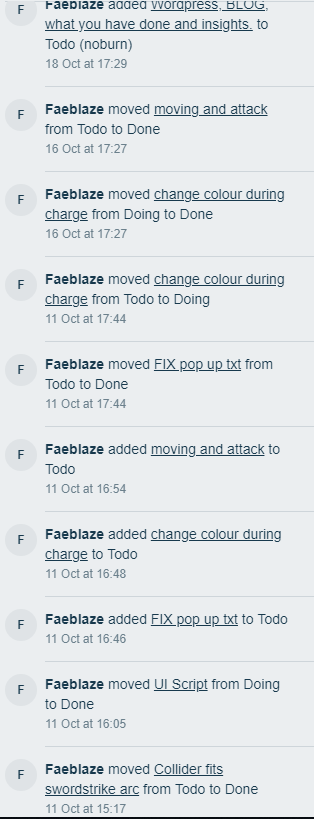 F
Faeblaze added Wordpress, BLOG,
what you have done and insights. to
Todo (noburn)
18 Oct at 17:29
F
Faeblaze moved moving and attack
from Todo to Done
16 Oct at 17:27
F
Faeblaze moved change colour during
charge from Doing to Done
16 Oct at 17:27
F
Faeblaze moved change colour during
charge from Todo to Doing
11 Oct at 17:44
F
Faeblaze moved FIX pop up txt from
Todo to Done
11 Oct at 17:44
F
Faeblaze added moving and attack to
Todo
11 Oct at 16:54
F
Faeblaze added change colour during
charge to Todo
11 Oct at 16:48
F
Faeblaze added FIX pop up txt to Todo
11 Oct at 16:46
F
Faeblaze moved UI Script from Doing
to Done
11 Oct at 16:05
F
Faeblaze moved Collider fits
swordstrike arc from Todo to Done
11 Oct at 15:17